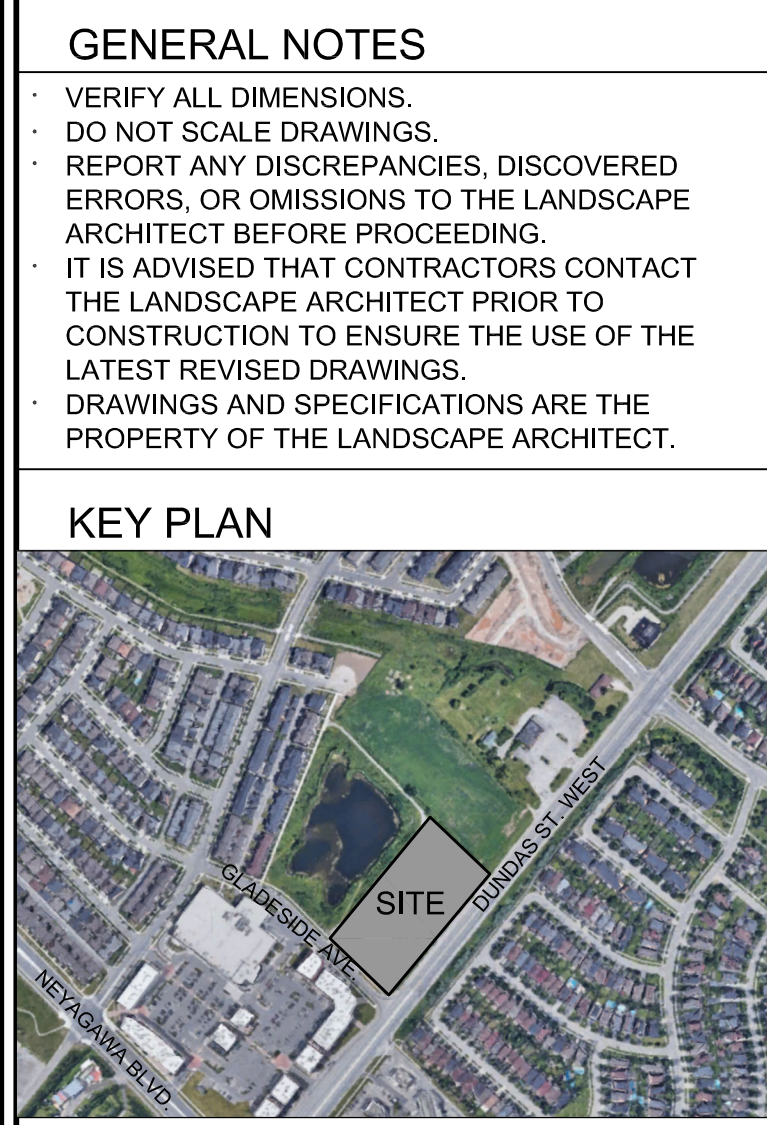 GENERAL NOTES
· VERIFY ALL DIMENSIONS.
· DO NOT SCALE DRAWINGS.
· REPORT ANY DISCREPANCIES, DISCOVERED
ERRORS, OR OMISSIONS TO THE LANDSCAPE
ARCHITECT BEFORE PROCEEDING.
· IT IS ADVISED THAT CONTRACTORS CONTACT
THE LANDSCAPE ARCHITECT PRIOR TO
CONSTRUCTION TO ENSURE THE USE OF THE
LATEST REVISED DRAWINGS.
· DRAWINGS AND SPECIFICATIONS ARE THE
PROPERTY OF THE LANDSCAPE ARCHITECT.
KEY PLAN
DUNDAS ST. WEST
GLADESIDE AVE.
SITE
NEYAGAWA BLVD.